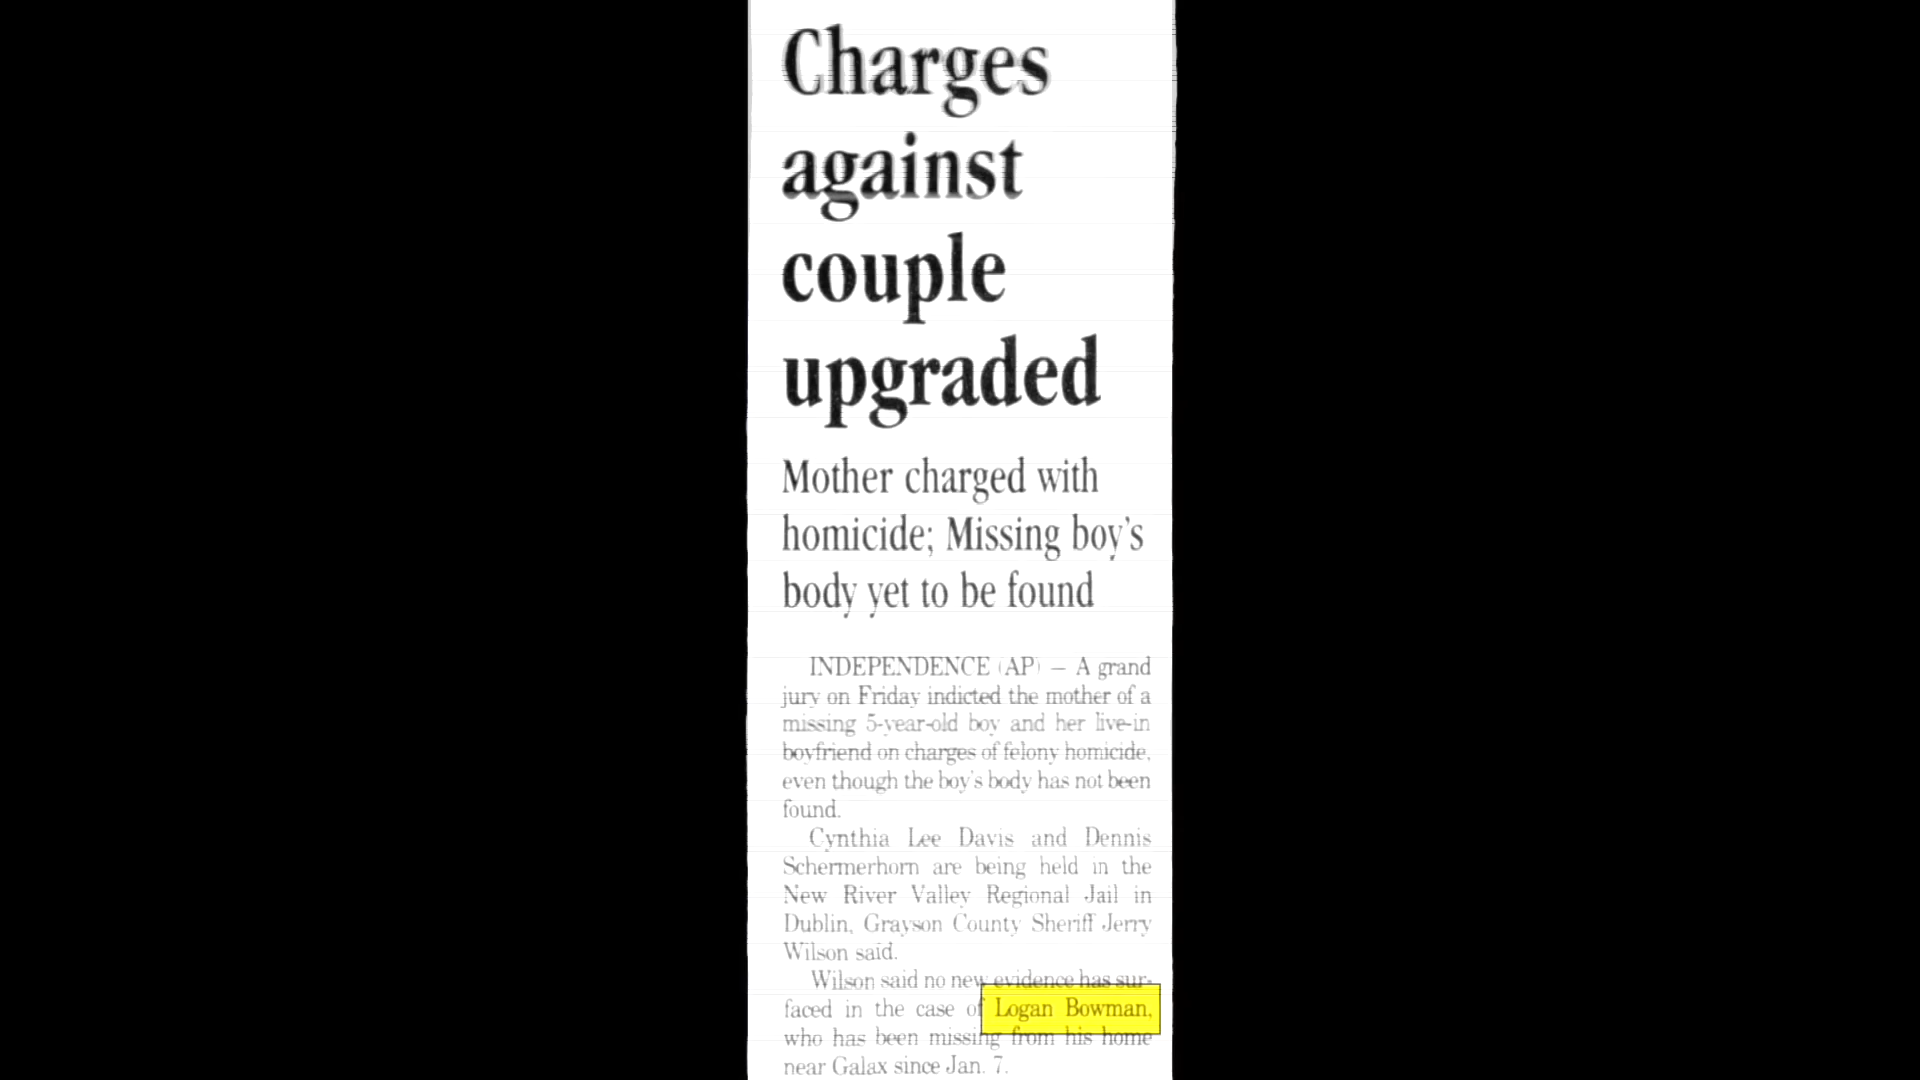 Charges
against
couple
upgraded
Mother charged with
homicide; Missing boy's
body yet to be found
INDEPENDENCE (AP) — A grand
jury on Friday indicted the mother of a
missing 5-year-old boy and her live-in
boyfriend on charges of felony homicide,
even though the boy's body has not been
found.
Cynthia Lee Davis and Dennis
Schermerhorn are being held in the
New River Valley Regional Jail in
Dublin, Grayson County Sheriff Jerry
Wilson said.
Wilson said no new evidence has sur-
faced in the case of Logan Bowman,
who has been missing from his home
near Galax since Jan. 7.